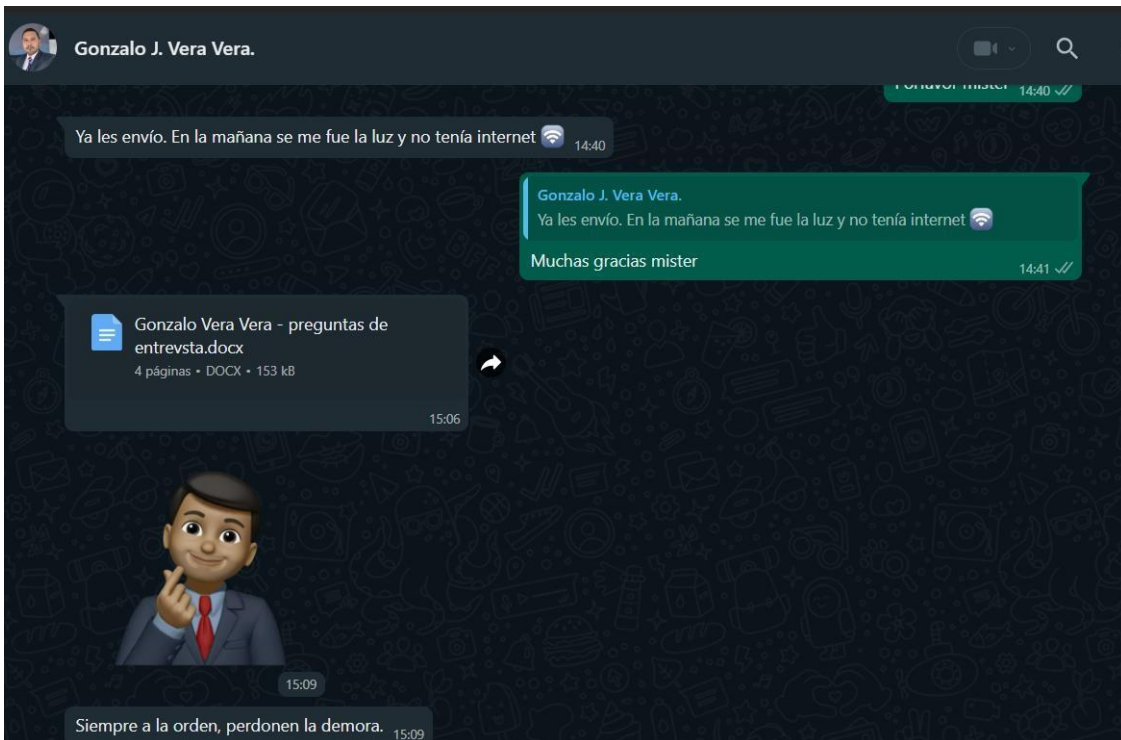 Gonzalo J. Vera Vera.
Porfavor mister 14:40
Ya les envío. En la mañana se me fue la luz y no tenía internet 14:40
Gonzalo J. Vera Vera.
Ya les envío. En la mañana se me fue la luz y no tenía internet
Muchas gracias mister 14:41
Gonzalo Vera Vera - preguntas de
entrevsta.docx
4 páginas • DOCX • 153 kB
15:06
15:09
Siempre a la orden, perdonen la demora. 15:09